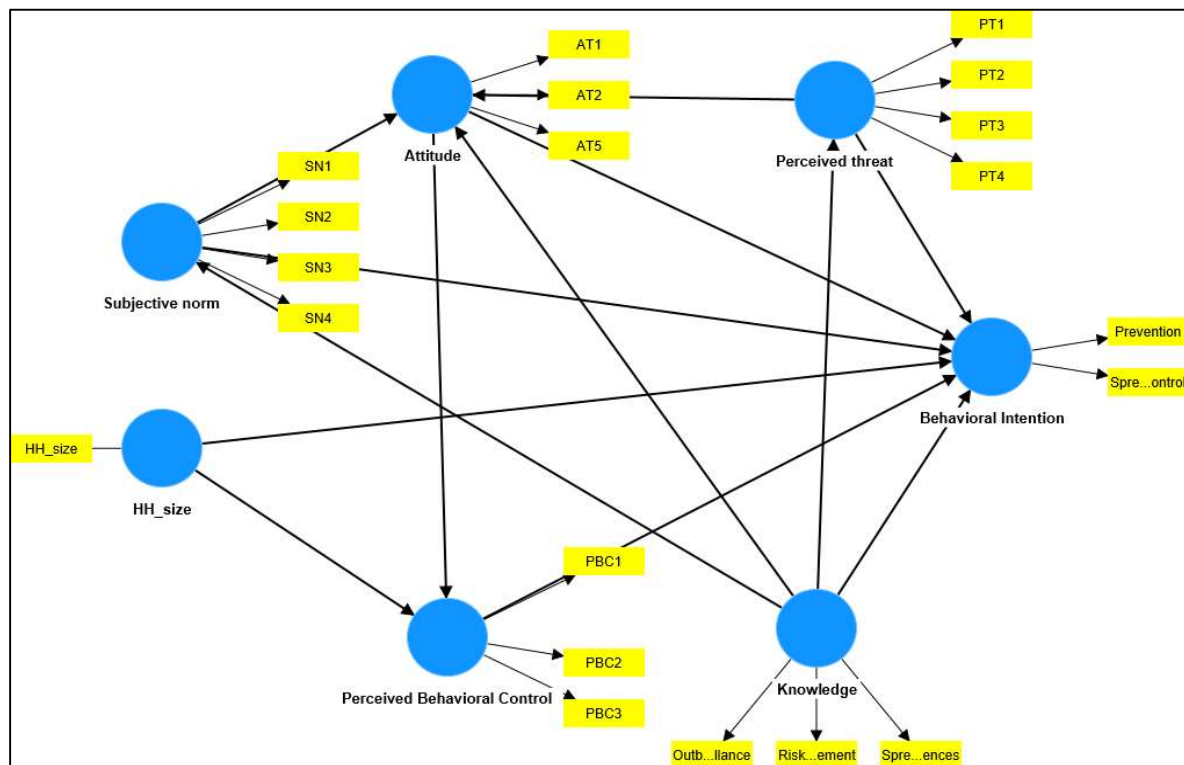 PT1
AT1
PT2
AT2
PT3
AT5
Attitude
Perceived threat
SN1
PT4
SN2
SN3
Subjective norm
SN4
Prevention
Spre...ontrol
Behavioral Intention
HH_size
HH_size
PBC1
PBC2
Perceived Behavioral Control
Knowledge
PBC3
Outb...llance
Risk...ement
Spre...ences